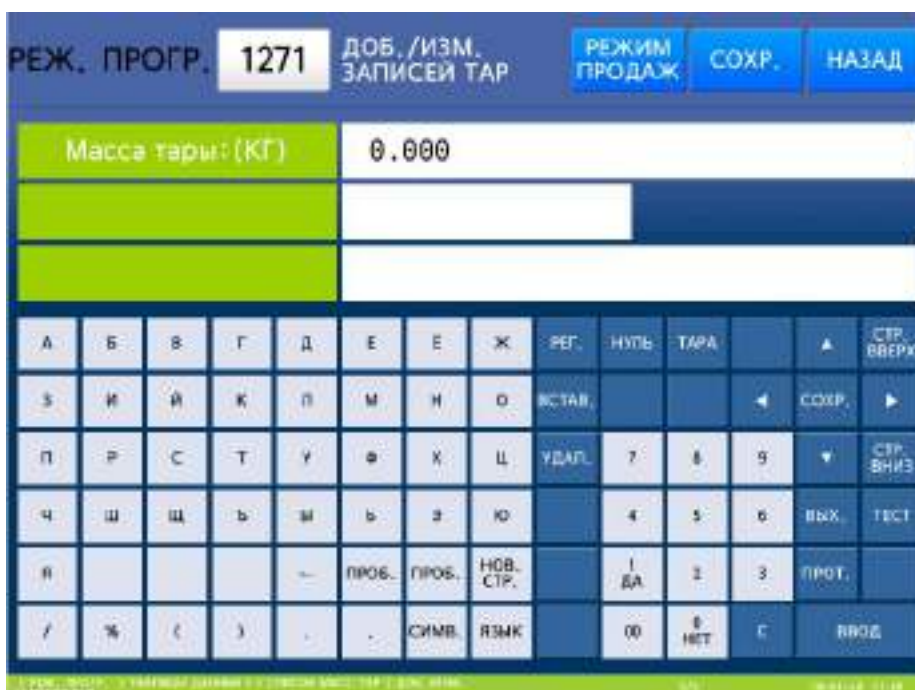 РЕЖ. ПРОГР. 1271 ДОБ./ИЗМ. ЗАПИСЕЙ ТАР РЕЖИМ ПРОДАЖ СОХР. НАЗАД
Масса тары:(КГ) 0.000
А Б В Г Д Е Ё Ж РЕГ. НУЛЬ ТАРА ▲ СТР. ВВЕРХ
З И Й К Л М Н О ВСТАВ. ◀ СОХР. ▶
П Р С Т У Ф Х Ц УДАЛ. 7 8 9 ▼ СТР. ВНИЗ
Ч Ш Щ Ъ Ы Ь Э Ю 4 5 6 ВЫХ. ТЕСТ
Я ПРОБ. ПРОБ. НОВ. СТР. 1 ДА 2 3 ПРОТ.
/ % ( ) . СИМВ. ЯЗЫК 00 0 НЕТ C ВВОД